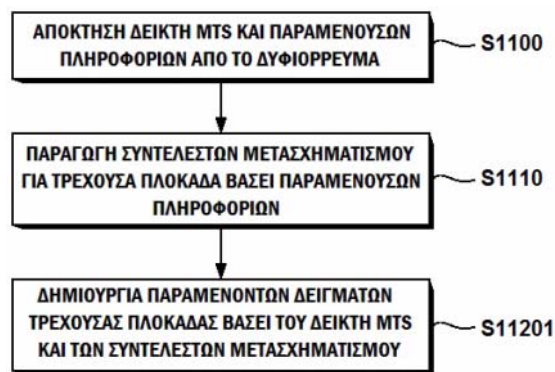 ΑΠΟΚΤΗΣΗ ΔΕΙΚΤΗ MTS ΚΑΙ ΠΑΡΑΜΕΝΟΥΣΩΝ
ΠΛΗΡΟΦΟΡΙΩΝ ΑΠΟ ΤΟ ΔΥΦΙΟΡΡΕΥΜΑ
S1100
ΠΑΡΑΓΩΓΗ ΣΥΝΤΕΛΕΣΤΩΝ ΜΕΤΑΣΧΗΜΑΤΙΣΜΟΥ
ΓΙΑ ΤΡΕΧΟΥΣΑ ΠΛΟΚΑΔΑ ΒΑΣΕΙ ΠΑΡΑΜΕΝΟΥΣΩΝ
ΠΛΗΡΟΦΟΡΙΩΝ
S1110
ΔΗΜΙΟΥΡΓΙΑ ΠΑΡΑΜΕΝΟΝΤΩΝ ΔΕΙΓΜΑΤΩΝ
ΤΡΕΧΟΥΣΑΣ ΠΛΟΚΑΔΑΣ ΒΑΣΕΙ ΤΟΥ ΔΕΙΚΤΗ MTS
ΚΑΙ ΤΩΝ ΣΥΝΤΕΛΕΣΤΩΝ ΜΕΤΑΣΧΗΜΑΤΙΣΜΟΥ
S11201